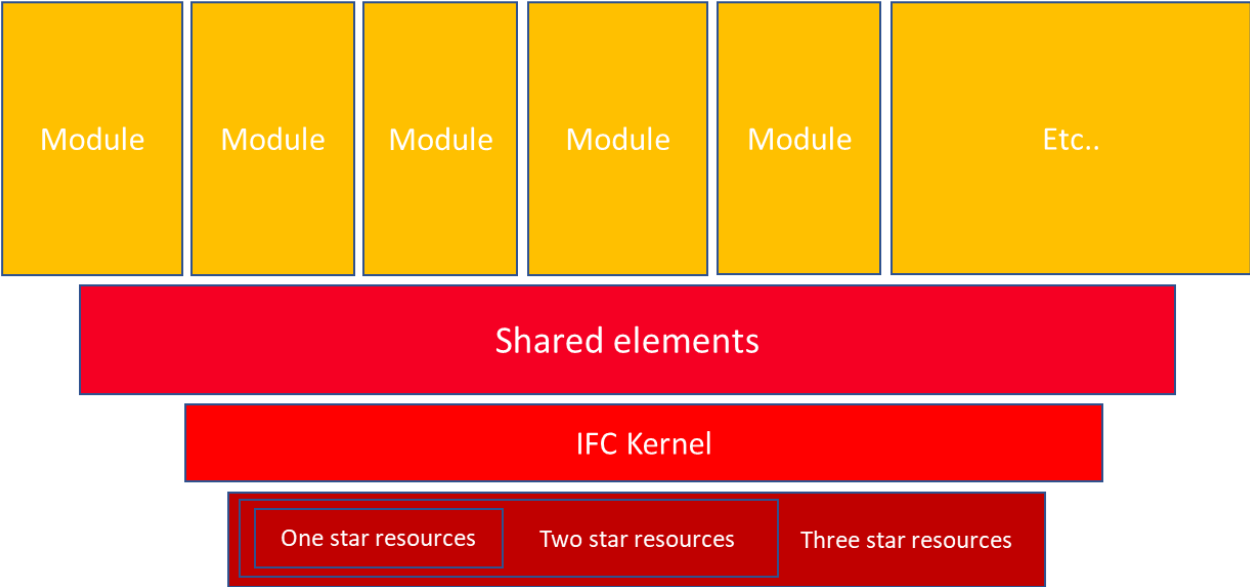 Module
Module
Module
Module
Module
Etc..
Shared elements
IFC Kernel
One star resources
Two star resources
Three star resources